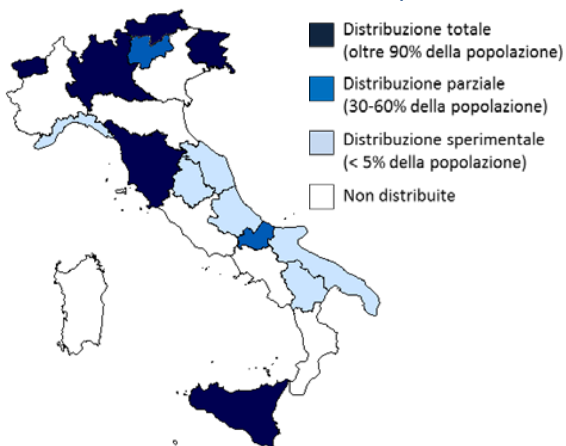 Distribuzione totale
(oltre 90% della popolazione)
Distribuzione parziale
(30-60% della popolazione)
Distribuzione sperimentale
(< 5% della popolazione)
Non distribuite